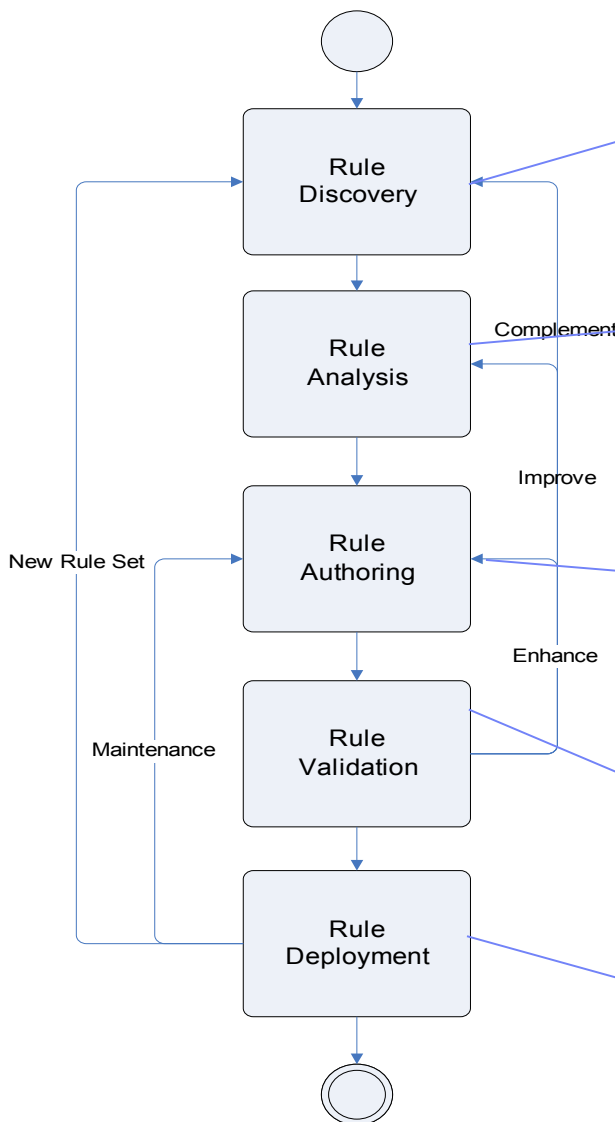 Rule
Discovery
Complement
Rule
Analysis
Improve
New Rule Set
Rule
Authoring
Enhance
Maintenance
Rule
Validation
Rule
Deployment